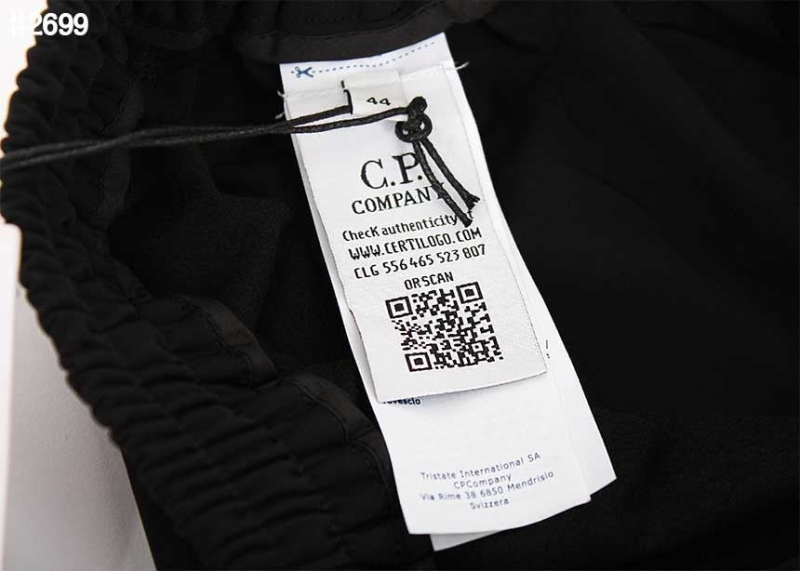 #2699
44
C.P.
COMPANY
Check authenticity at
WWW.CERTILOGO.COM
CLG 556 465 523 807
OR SCAN
Tristate International SA
CPCompany
Via Rime 38 6850 Mendrisio
Svizzera